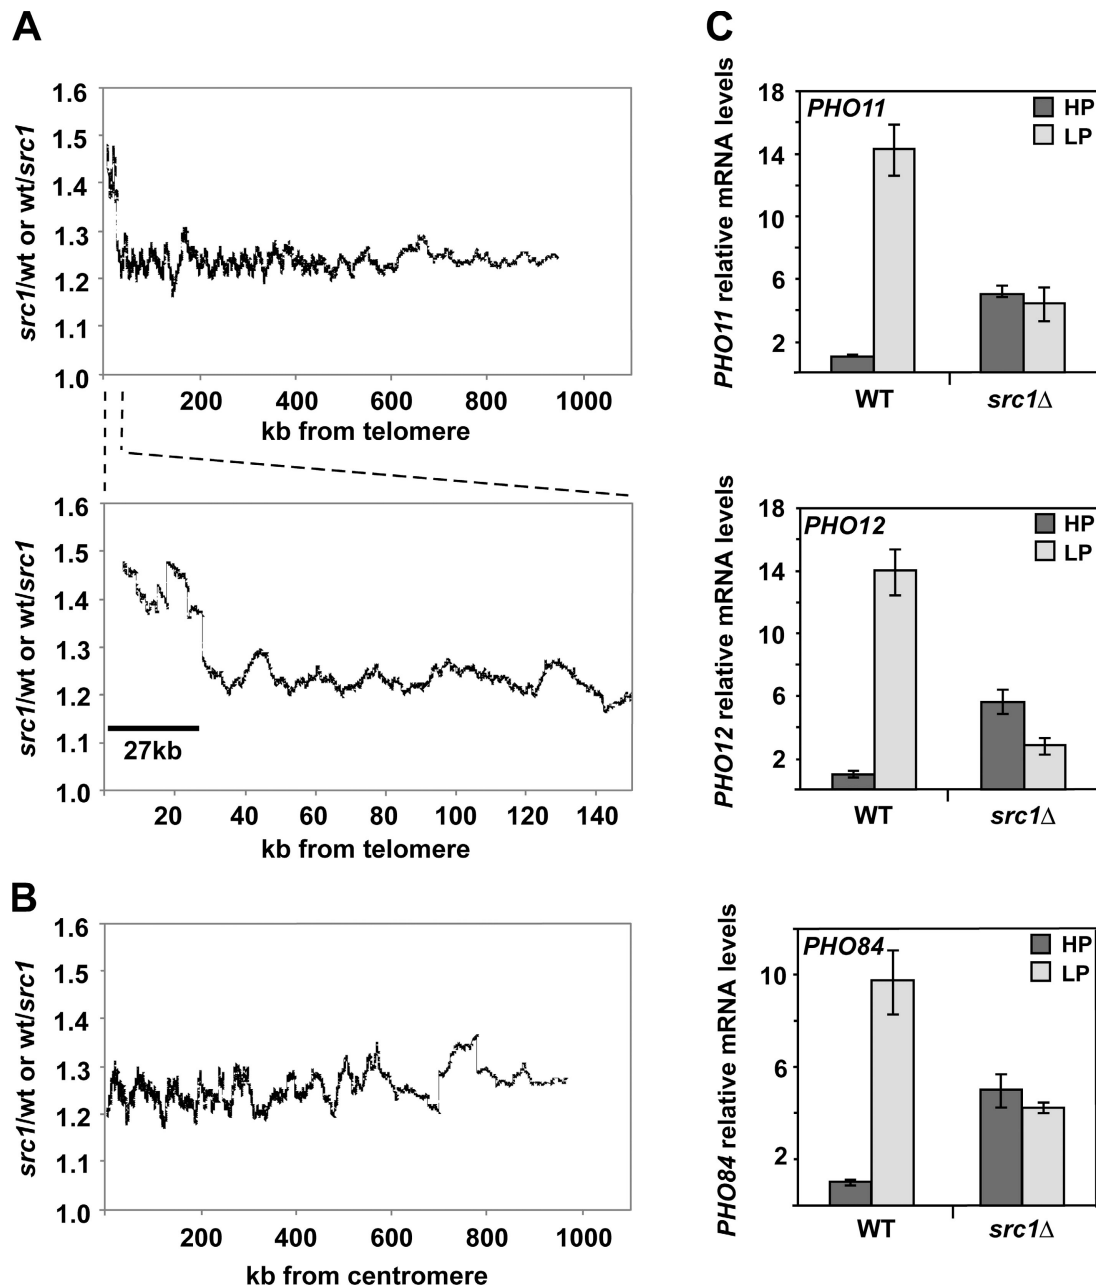 A
src1/wt or wt/src1
1.6
1.5
1.4
1.3
1.2
1.1
1.0
200 400 600 800 1000
kb from telomere
src1/wt or wt/src1
1.6
1.5
1.4
1.3
1.2
1.1
1.0
27kb
20 40 60 80 100 120 140
kb from telomere
B
src1/wt or wt/src1
1.6
1.5
1.4
1.3
1.2
1.1
1.0
200 400 600 800 1000
kb from centromere
C
PHO11 relative mRNA levels
18
14
10
6
2
PHO11
HP
LP
WT src1Δ
PHO12 relative mRNA levels
18
14
10
6
2
PHO12
HP
LP
WT src1Δ
PHO84 relative mRNA levels
10
6
2
PHO84
HP
LP
WT src1Δ